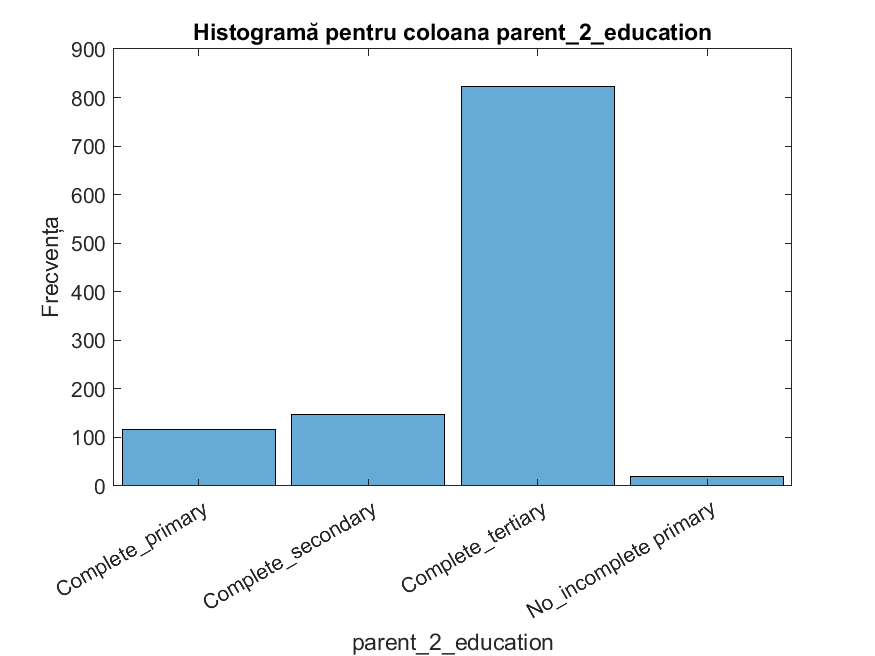 Histogramă pentru coloana parent_2_education
900
800
700
600
500
400
300
200
100
0
Frecvența
Complete_primary
Complete_secondary
Complete_tertiary
No_incomplete primary
parent_2_education